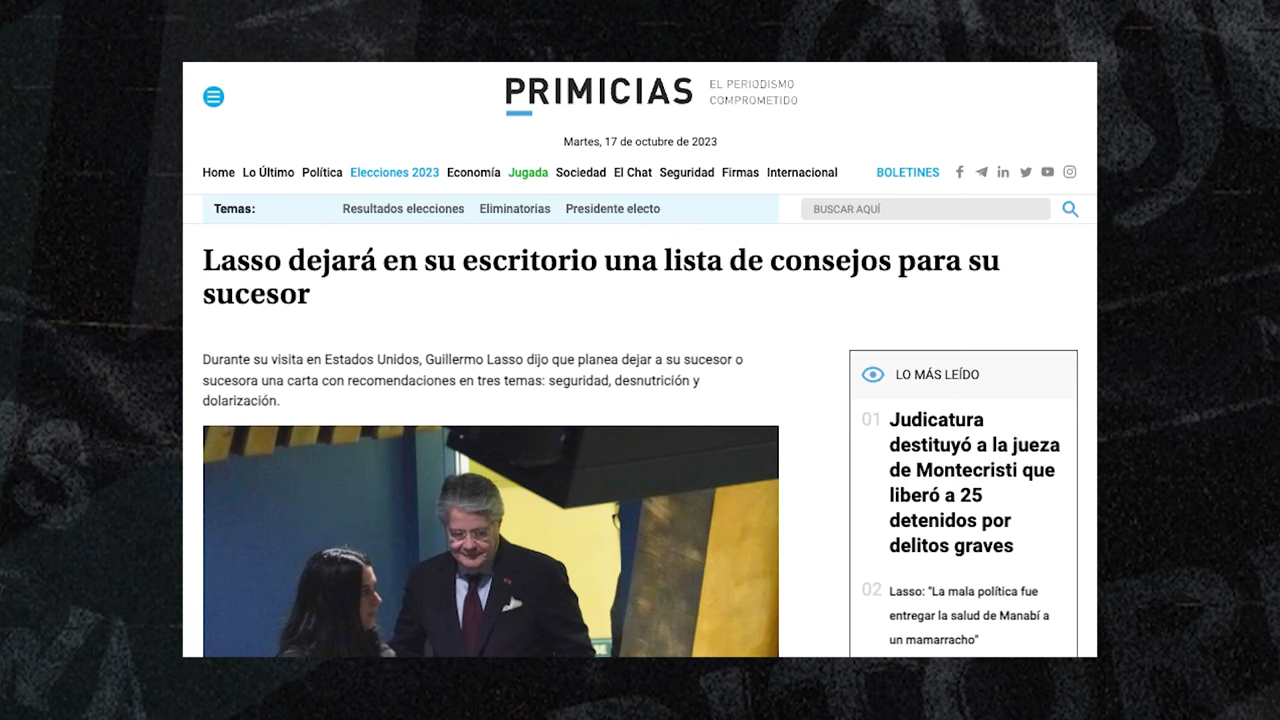 PRIMICIAS
EL PERIODISMO
COMPROMETIDO
Martes, 17 de octubre de 2023
Home Lo Último Política Elecciones 2023 Economía Jugada Sociedad El Chat Seguridad Firmas Internacional BOLETINES
Temas: Resultados elecciones Eliminatorias Presidente electo BUSCAR AQUÍ
Lasso dejará en su escritorio una lista de consejos para su
sucesor
Durante su visita en Estados Unidos, Guillermo Lasso dijo que planea dejar a su sucesor o
sucesora una carta con recomendaciones en tres temas: seguridad, desnutrición y
dolarización.
LO MÁS LEÍDO
01 Judicatura
destituyó a la jueza
de Montecristi que
liberó a 25
detenidos por
delitos graves
02 Lasso: "La mala política fue
entregar la salud de Manabí a
un mamarracho"